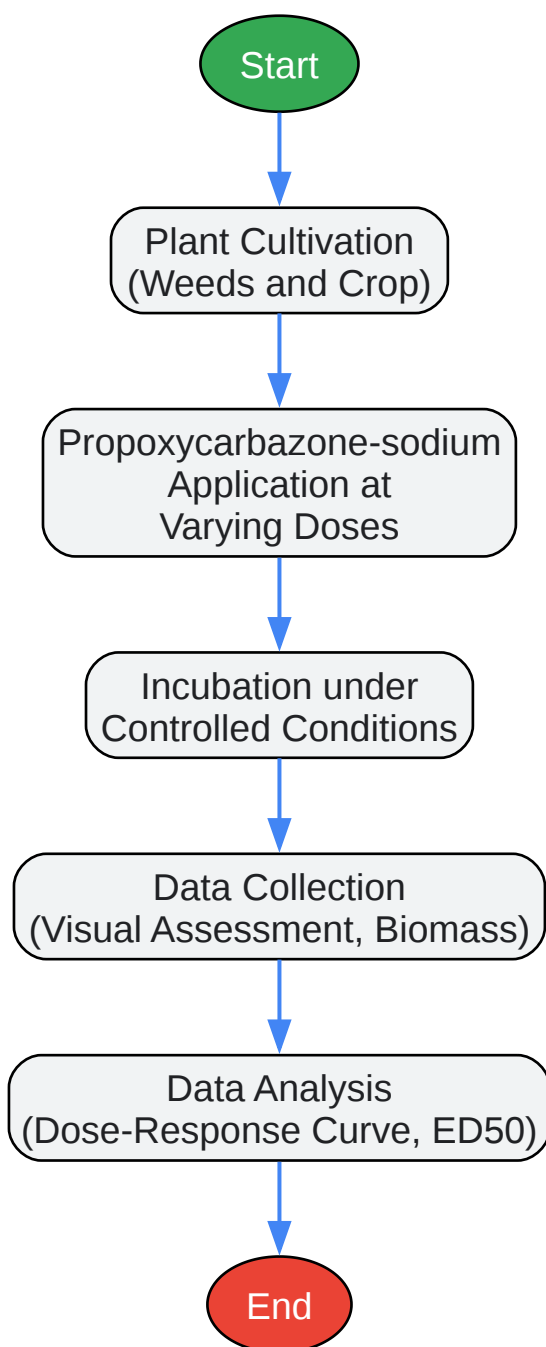 Start
Plant Cultivation
(Weeds and Crop)
Propoxycarbazone-sodium
Application at
Varying Doses
Incubation under
Controlled Conditions
Data Collection
(Visual Assessment, Biomass)
Data Analysis
(Dose-Response Curve, ED50)
End